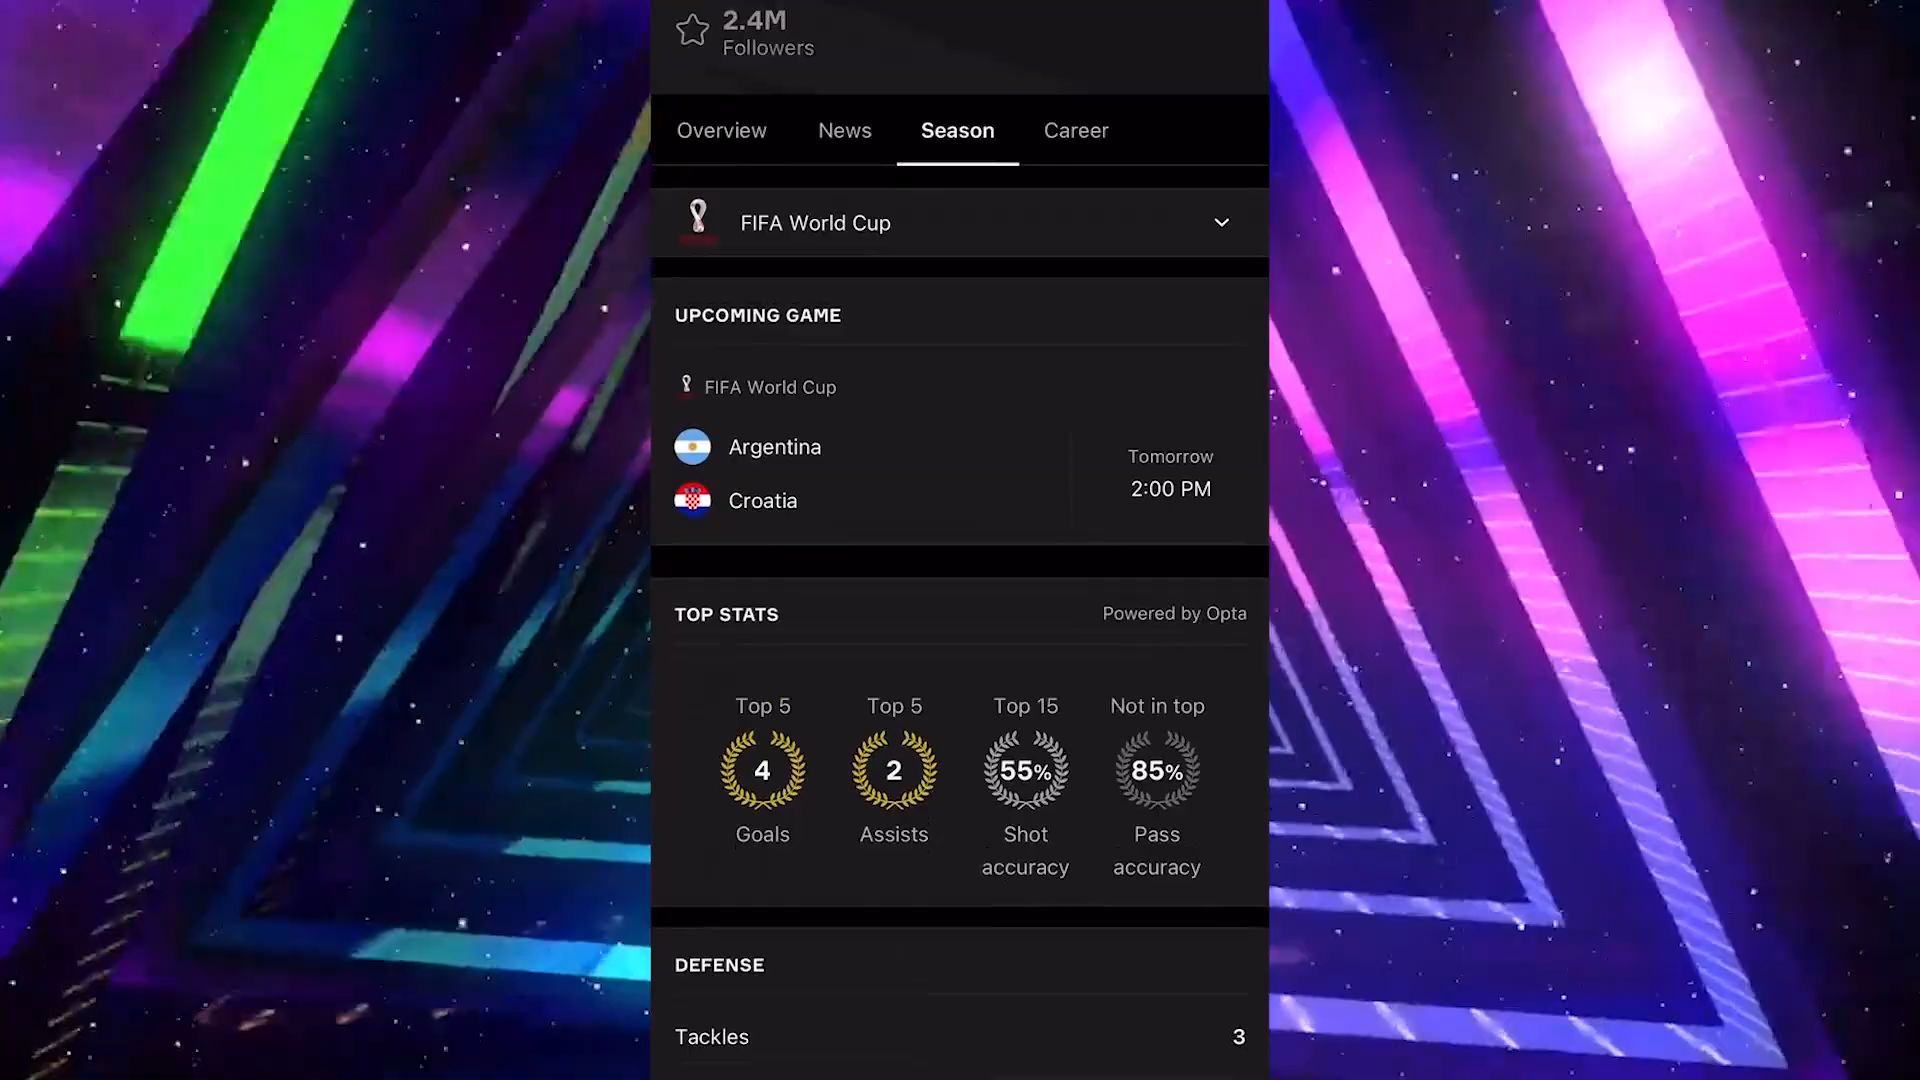 2.4M
Followers
Overview News Season Career
FIFA World Cup
UPCOMING GAME
FIFA World Cup
Argentina
Croatia
Tomorrow
2:00 PM
TOP STATS
Powered by Opta
Top 5 Top 5 Top 15 Not in top
4 2 55% 85%
Goals Assists Shot accuracy Pass accuracy
DEFENSE
Tackles 3